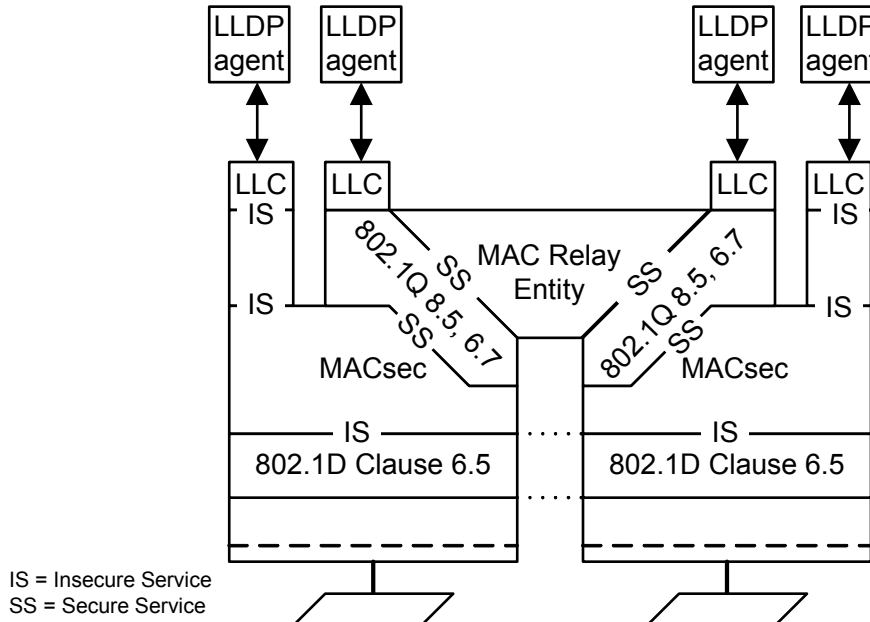 LLDP
agent
LLDP
agent
LLDP
agent
LLDP
agent
LLC
LLC
LLC
LLC
IS
IS
802.1Q 8.5, 6.7
SS
MAC Relay
Entity
SS
802.1Q 8.5, 6.7
IS
IS
SS
SS
MACsec
MACsec
IS
IS
802.1D Clause 6.5
802.1D Clause 6.5
IS = Insecure Service
SS = Secure Service